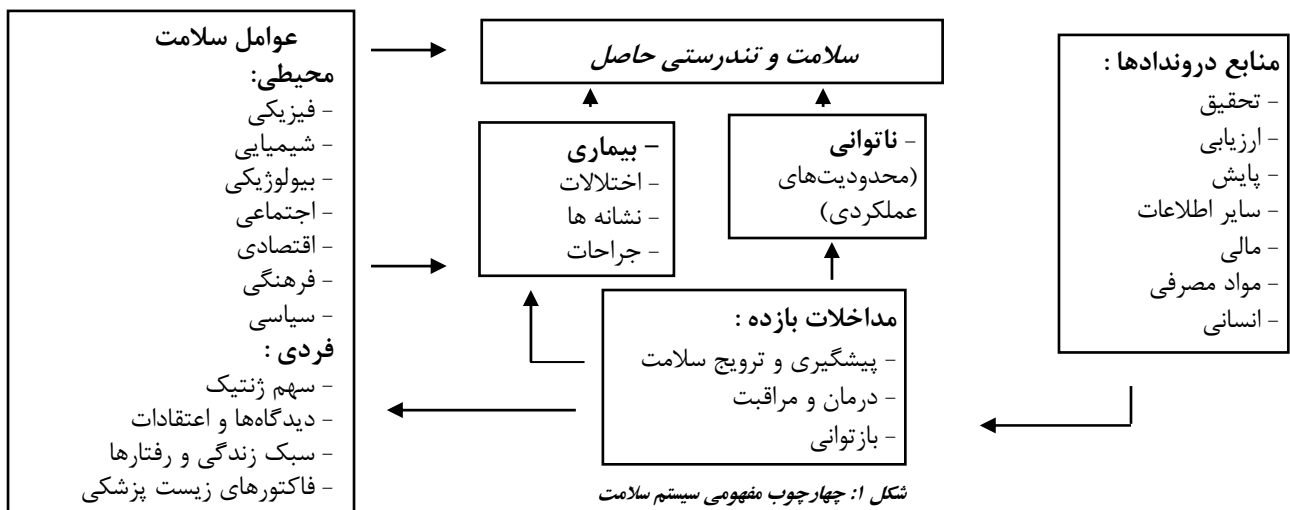 عوامل سلامت
محیطی:
- فیزیکی
- شیمیایی
- بیولوژیکی
- اجتماعی
- اقتصادی
- فرهنگی
- سیاسی
فردی :
- سهم ژنتیک
- دیدگاه‌ها و اعتقادات
- سبک زندگی و رفتارها
- فاکتورهای زیست پزشکی
سلامت و تندرستی حاصل
- بیماری
- اختلالات
- نشانه ها
- جراحات
- ناتوانی
(محدودیت‌های
عملکردی)
مداخلات بازده :
- پیشگیری و ترویج سلامت
- درمان و مراقبت
- بازتوانی
منابع دروندادها :
- تحقیق
- ارزیابی
- پایش
- سایر اطلاعات
- مالی
- مواد مصرفی
- انسانی
شکل ۱: چهارچوب مفهومی سیستم سلامت